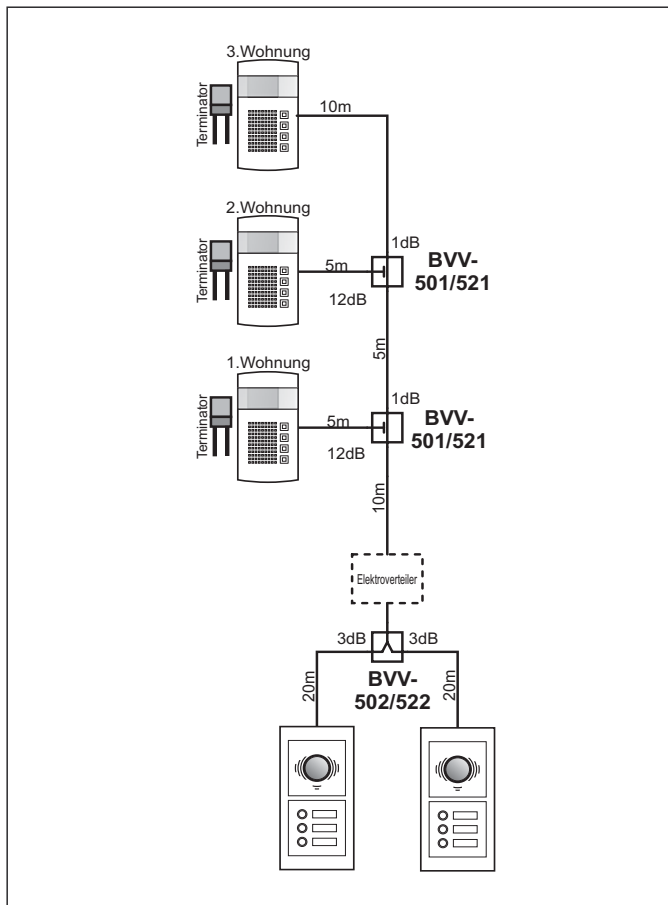 3.Wohnung
Terminator
10m
2.Wohnung
Terminator
5m
12dB
1dB
BVV-
501/521
5m
1.Wohnung
Terminator
5m
12dB
1dB
BVV-
501/521
10m
Elektroverteiler
3dB
3dB
BVV-
502/522
20m
20m